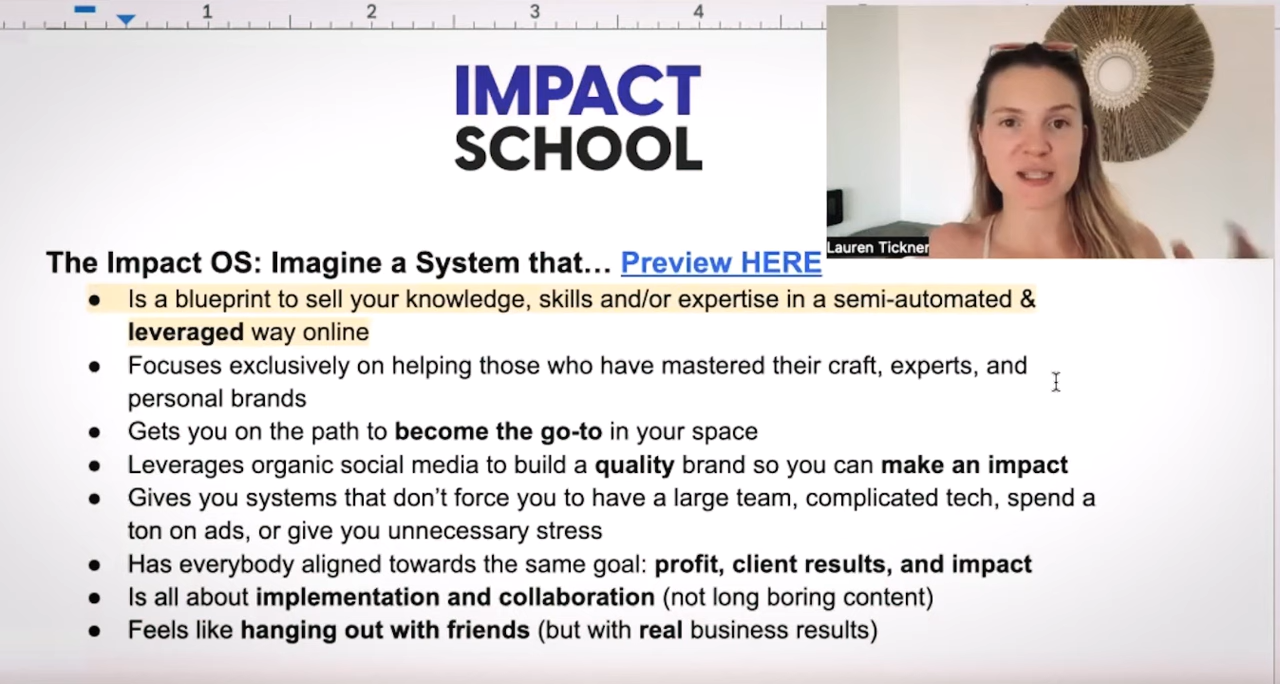 1 2 3 4
IMPACT
SCHOOL
Lauren Tickner
The Impact OS: Imagine a System that… Preview HERE
● Is a blueprint to sell your knowledge, skills and/or expertise in a semi-automated &
leveraged way online
● Focuses exclusively on helping those who have mastered their craft, experts, and
personal brands
● Gets you on the path to become the go-to in your space
● Leverages organic social media to build a quality brand so you can make an impact
● Gives you systems that don’t force you to have a large team, complicated tech, spend a
ton on ads, or give you unnecessary stress
● Has everybody aligned towards the same goal: profit, client results, and impact
● Is all about implementation and collaboration (not long boring content)
● Feels like hanging out with friends (but with real business results)